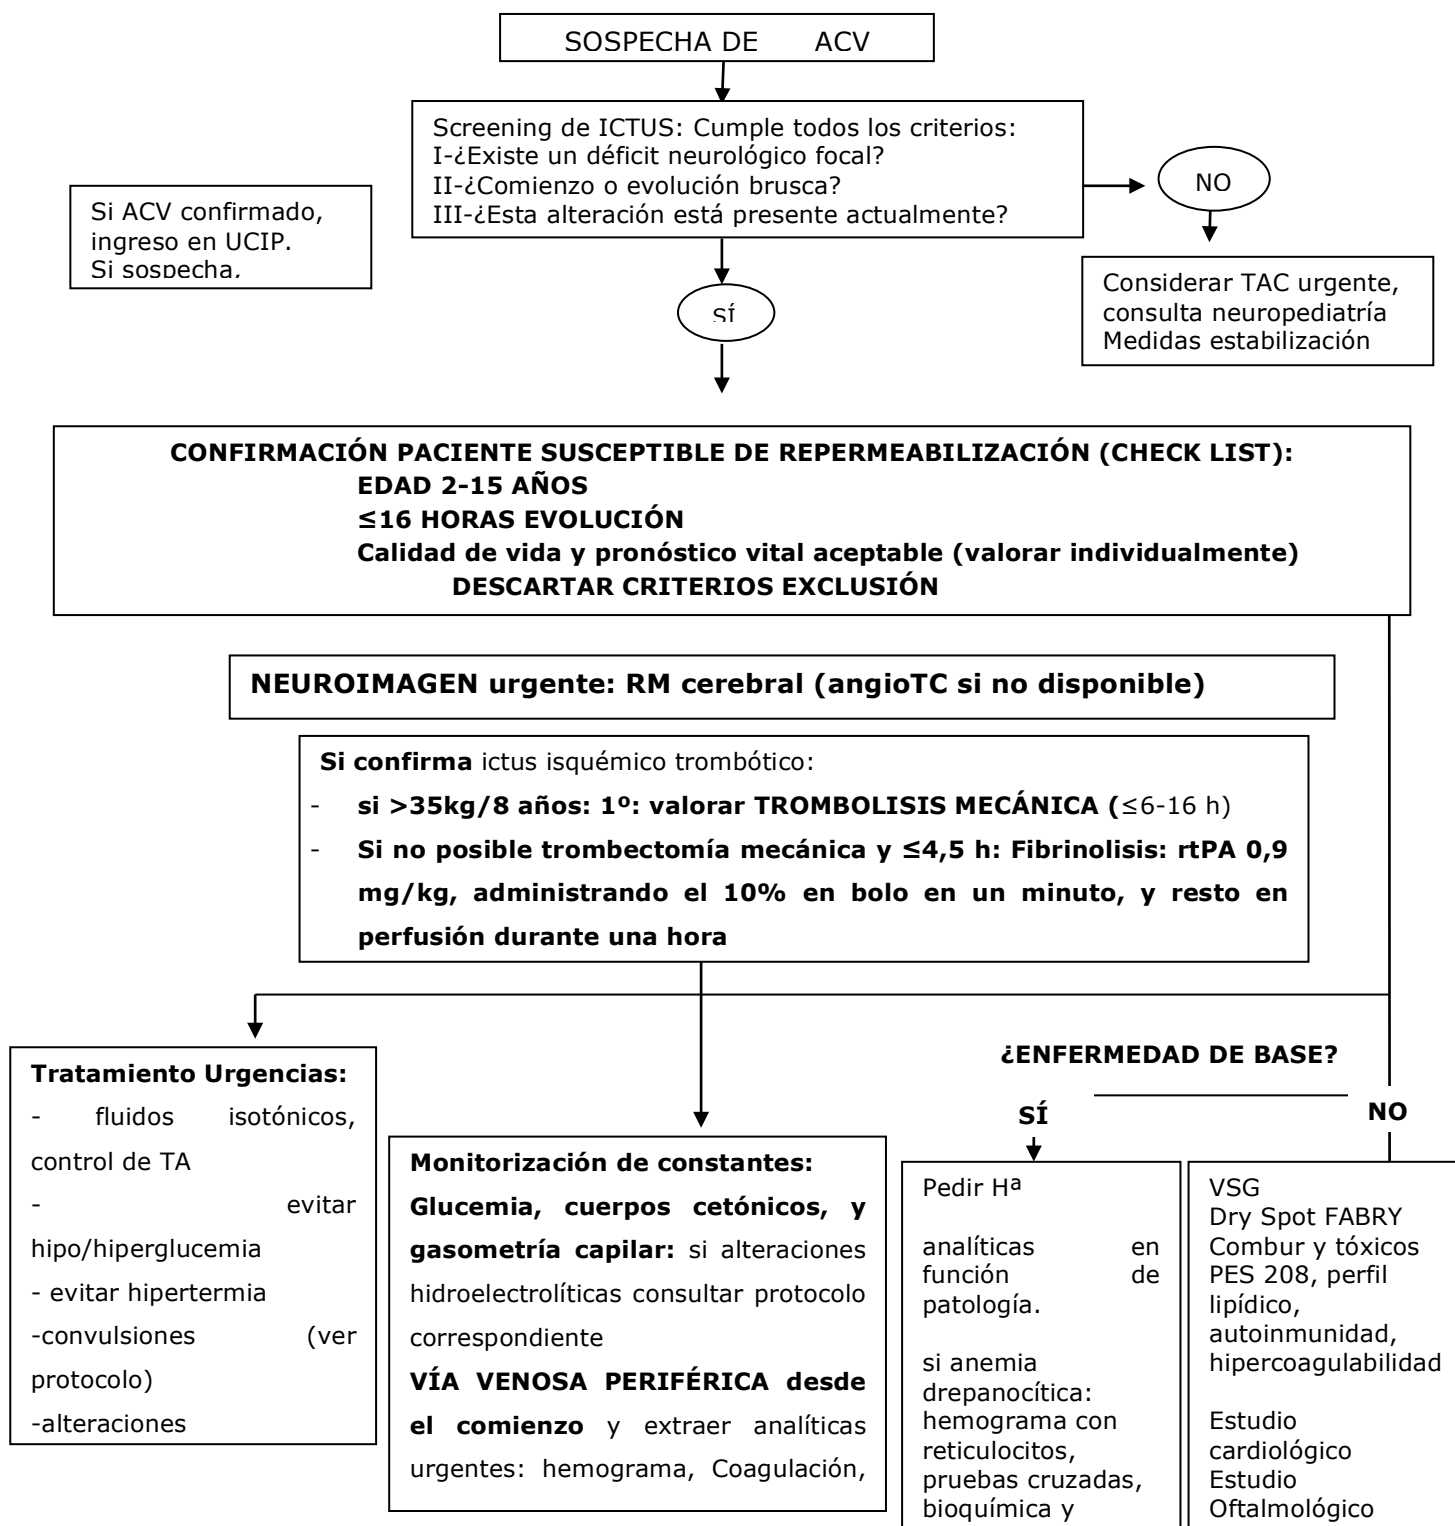 SOSPECHA DE ACV
Screening de ICTUS: Cumple todos los criterios:
I-¿Existe un déficit neurológico focal?
II-¿Comienzo o evolución brusca?
III-¿Esta alteración está presente actualmente?
NO
Si ACV confirmado,
ingreso en UCIP.
Si sospecha,
Considerar TAC urgente,
consulta neuropediatría
Medidas estabilización
SÍ
CONFIRMACIÓN PACIENTE SUSCEPTIBLE DE REPERMEABILIZACIÓN (CHECK LIST):
EDAD 2-15 AÑOS
≤16 HORAS EVOLUCIÓN
Calidad de vida y pronóstico vital aceptable (valorar individualmente)
DESCARTAR CRITERIOS EXCLUSIÓN
NEUROIMAGEN urgente: RM cerebral (angioTC si no disponible)
Si confirma ictus isquémico trombótico:
- si >35kg/8 años: 1º: valorar TROMBOLISIS MECÁNICA (≤6-16 h)
- Si no posible trombectomía mecánica y ≤4,5 h: Fibrinolisis: rtPA 0,9
mg/kg, administrando el 10% en bolo en un minuto, y resto en
perfusión durante una hora
Tratamiento Urgencias:
- fluidos isotónicos,
control de TA
- evitar
hipo/hiperglucemia
- evitar hipertermia
-convulsiones (ver
protocolo)
-alteraciones
Monitorización de constantes:
Glucemia, cuerpos cetónicos, y
gasometría capilar: si alteraciones
hidroelectrolíticas consultar protocolo
correspondiente
VÍA VENOSA PERIFÉRICA desde
el comienzo y extraer analíticas
urgentes: hemograma, Coagulación,
¿ENFERMEDAD DE BASE?
SÍ
NO
Pedir Hª
analíticas en
función de
patología.
si anemia
drepanocítica:
hemograma con
reticulocitos,
pruebas cruzadas,
bioquímica y
VSG
Dry Spot FABRY
Combur y tóxicos
PES 208, perfil
lipídico,
autoinmunidad,
hipercoagulabilidad
Estudio
cardiológico
Estudio
Oftalmológico